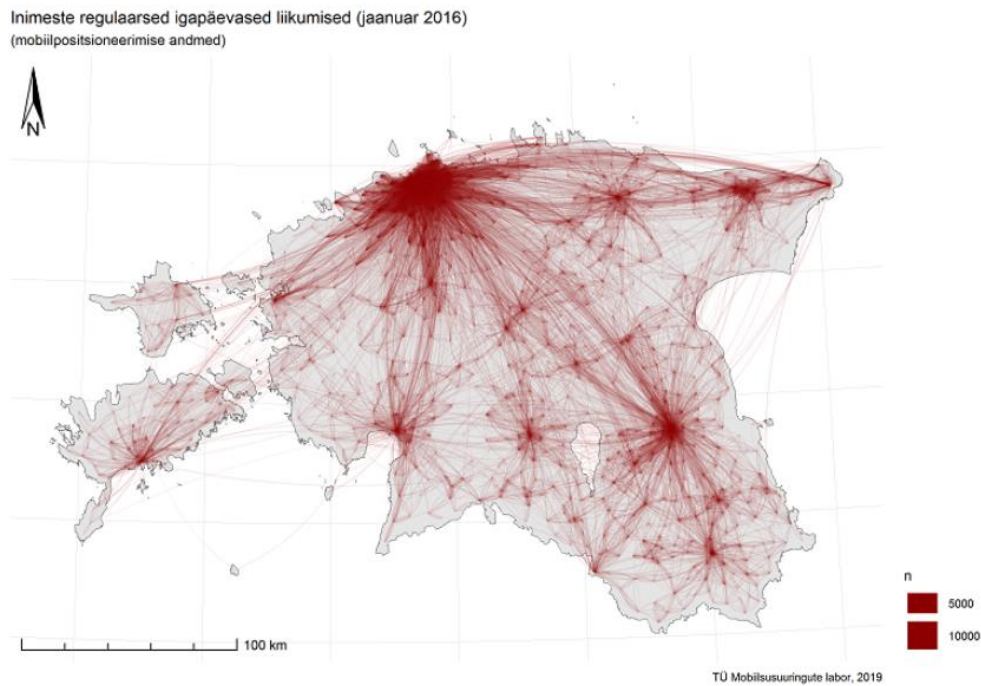 Inimeste regulaarsed igapäevased liikumised (jaanuar 2016)
(mobiilpositsioneerimise andmed)
N
n
5000
10000
100 km
TÜ Mobiilsusuuringute labor, 2019